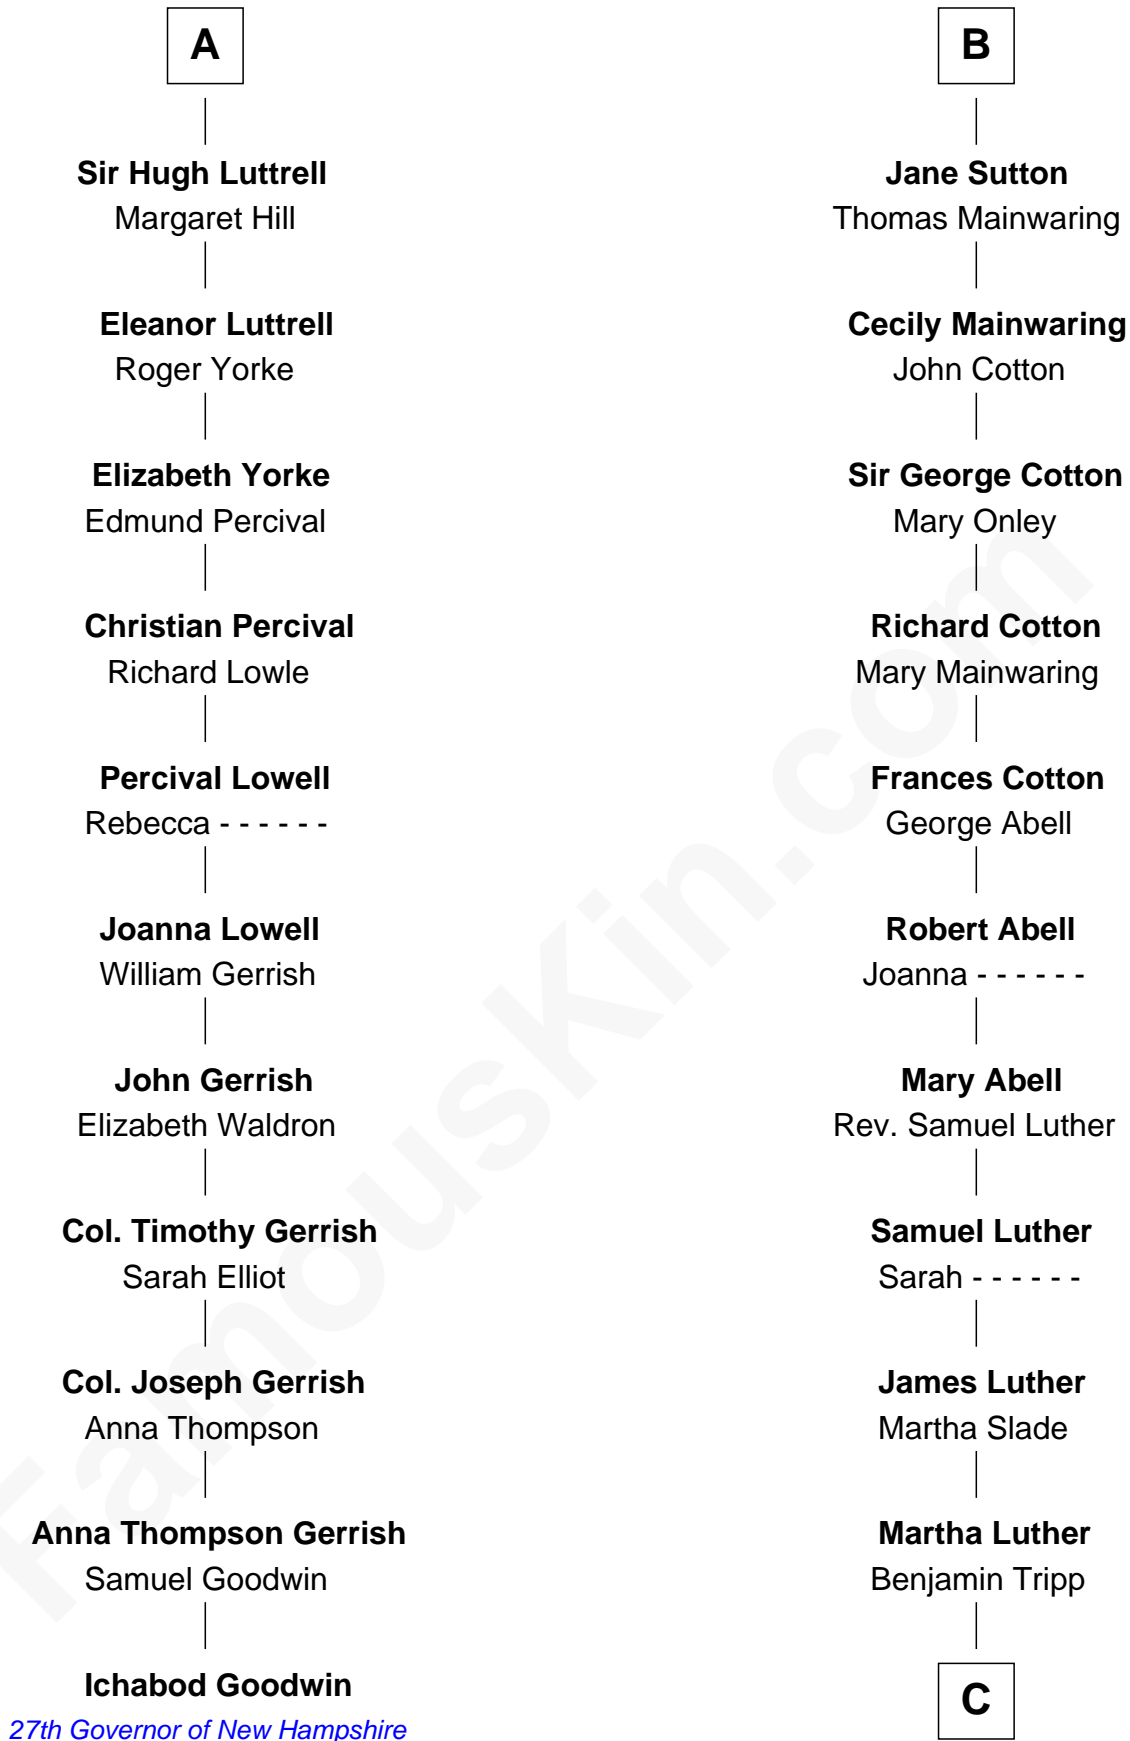 A
Sir Hugh Luttrell
Margaret Hill
Eleanor Luttrell
Roger Yorke
Elizabeth Yorke
Edmund Percival
Christian Percival
Richard Lowle
Percival Lowell
Rebecca - - - - - -
Joanna Lowell
William Gerrish
John Gerrish
Elizabeth Waldron
Col. Timothy Gerrish
Sarah Elliot
Col. Joseph Gerrish
Anna Thompson
Anna Thompson Gerrish
Samuel Goodwin
Ichabod Goodwin
27th Governor of New Hampshire
B
Jane Sutton
Thomas Mainwaring
Cecily Mainwaring
John Cotton
Sir George Cotton
Mary Onley
Richard Cotton
Mary Mainwaring
Frances Cotton
George Abell
Robert Abell
Joanna - - - - - -
Mary Abell
Rev. Samuel Luther
Samuel Luther
Sarah - - - - - -
James Luther
Martha Slade
Martha Luther
Benjamin Tripp
C
FamousKin.com